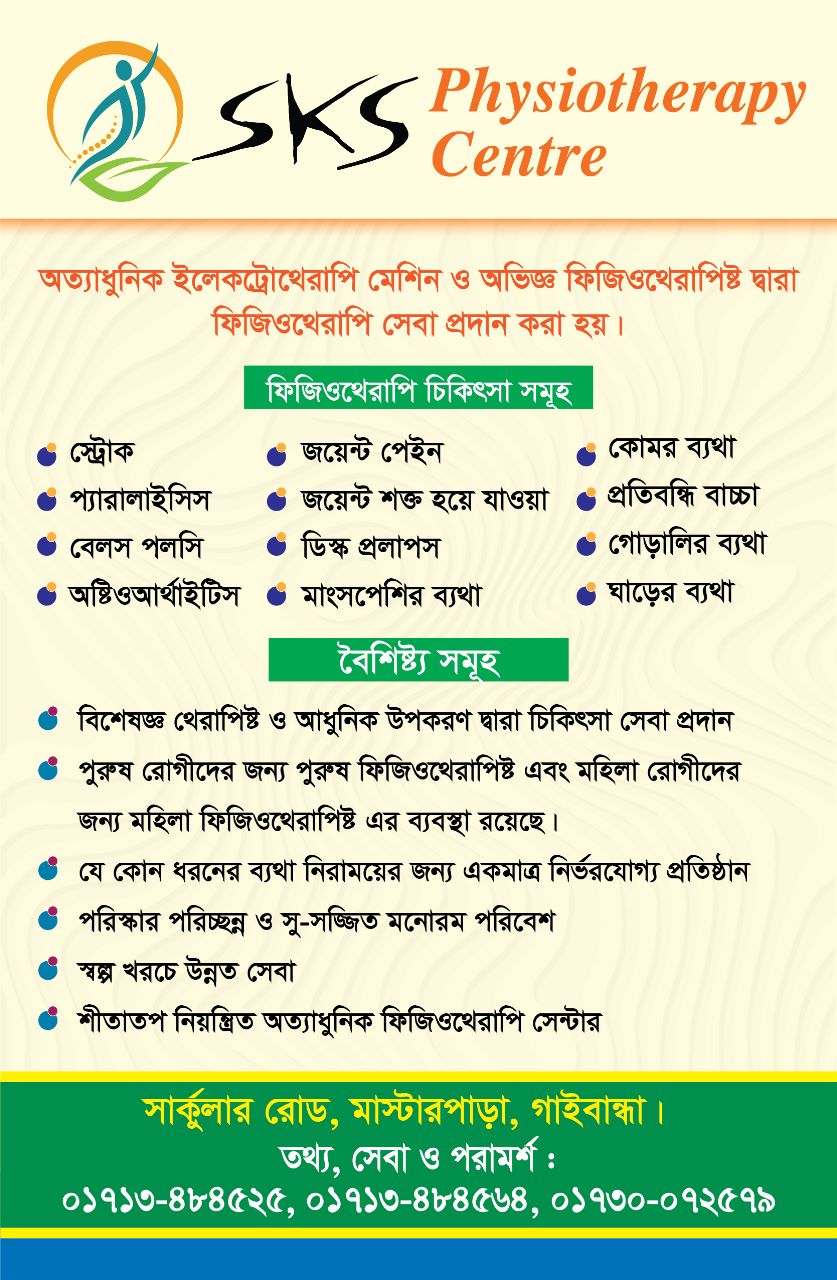 SKS Physiotherapy
Centre
অত্যাধুনিক ইলেকট্রোথেরাপি মেশিন ও অভিজ্ঞ ফিজিওথেরাপিষ্ট দ্বারা
ফিজিওথেরাপি সেবা প্রদান করা হয়।
ফিজিওথেরাপি চিকিৎসা সমূহ
স্ট্রোক
প্যারালাইসিস
বেলস পলসি
অষ্টিওআর্থাইটিস
জয়েন্ট পেইন
জয়েন্ট শক্ত হয়ে যাওয়া
ডিস্ক প্রলাপস
মাংসপেশির ব্যথা
কোমর ব্যথা
প্রতিবন্ধি বাচ্চা
গোড়ালির ব্যথা
ঘাড়ের ব্যথা
বৈশিষ্ট্য সমূহ
বিশেষজ্ঞ থেরাপিষ্ট ও আধুনিক উপকরণ দ্বারা চিকিৎসা সেবা প্রদান
পুরুষ রোগীদের জন্য পুরুষ ফিজিওথেরাপিষ্ট এবং মহিলা রোগীদের
জন্য মহিলা ফিজিওথেরাপিষ্ট এর ব্যবস্থা রয়েছে।
যে কোন ধরনের ব্যথা নিরাময়ের জন্য একমাত্র নির্ভরযোগ্য প্রতিষ্ঠান
পরিস্কার পরিচ্ছন্ন ও সু-সজ্জিত মনোরম পরিবেশ
স্বল্প খরচে উন্নত সেবা
শীতাতপ নিয়ন্ত্রিত অত্যাধুনিক ফিজিওথেরাপি সেন্টার
সার্কুলার রোড, মাস্টারপাড়া, গাইবান্ধা।
তথ্য, সেবা ও পরামর্শ :
০১৭১৩-৪৮৪৫২৫, ০১৭১৩-৪৮৪৫৬৪, ০১৭৩০-০৭২৫৭৯